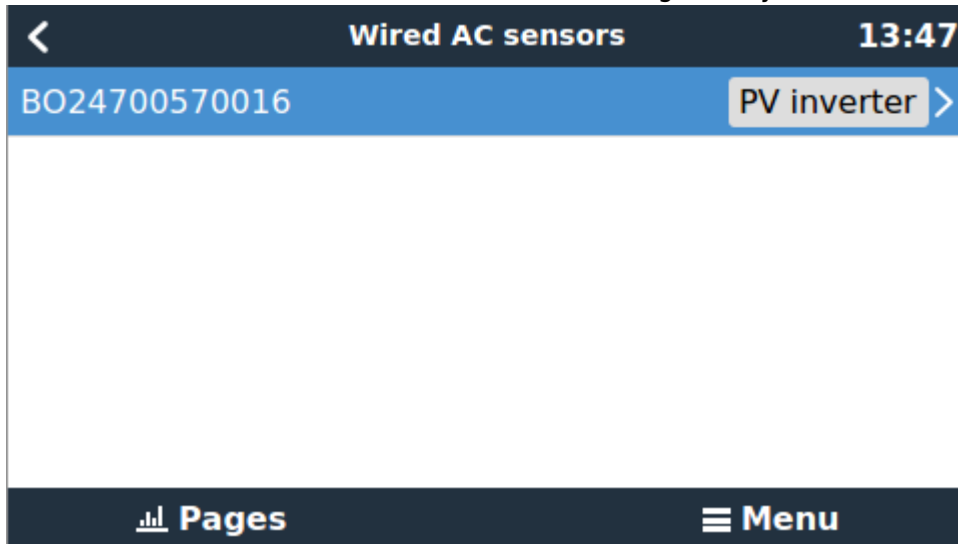 Wired AC sensors 13:47
BO24700570016 PV inverter
Pages Menu